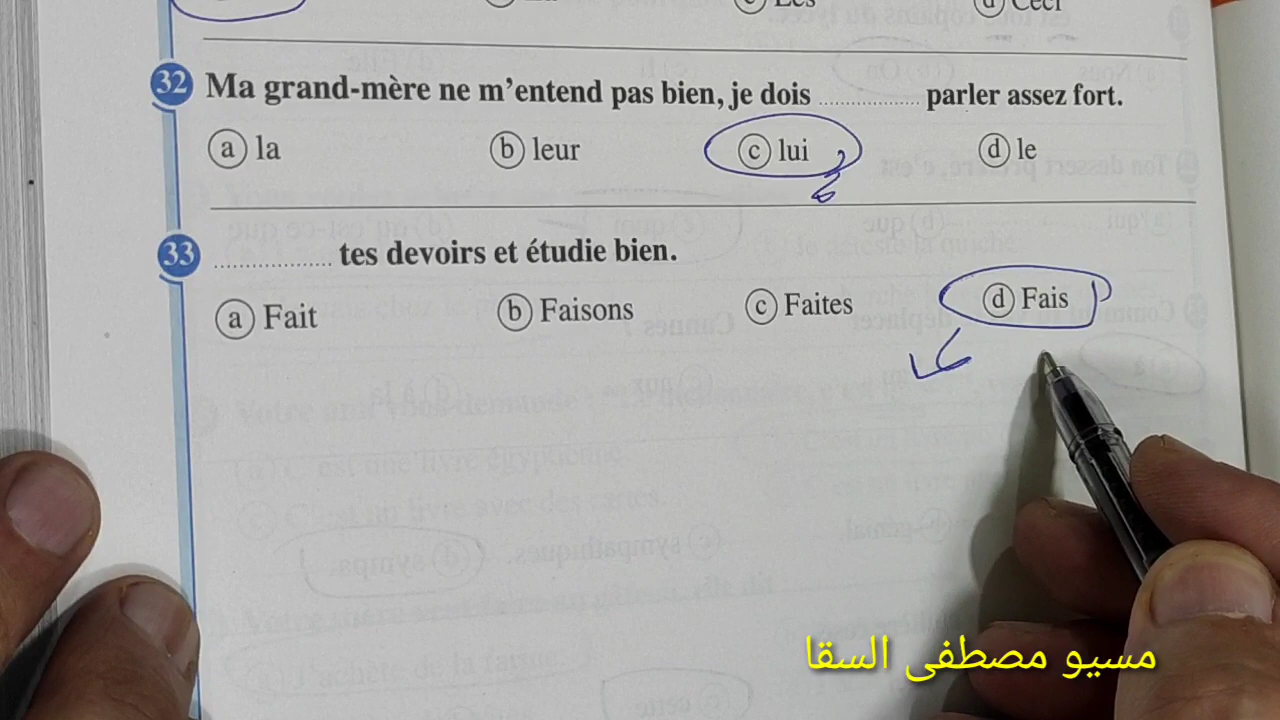 d Ceci
32 Ma grand-mère ne m'entend pas bien, je dois .................... parler assez fort.
a la b leur c lui d le
33 .................... tes devoirs et étudie bien.
a Fait b Faisons c Faites d Fais
مسيو مصطفى السقا